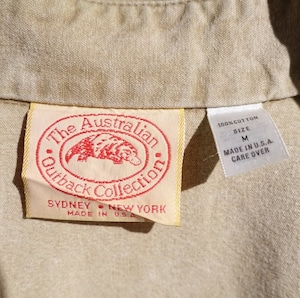 The Australian
Outback Collection
SYDNEY • NEW YORK
MADE IN U.S.A.
100% COTTON
SIZE
M
MADE IN U.S.A.
CARE OVER